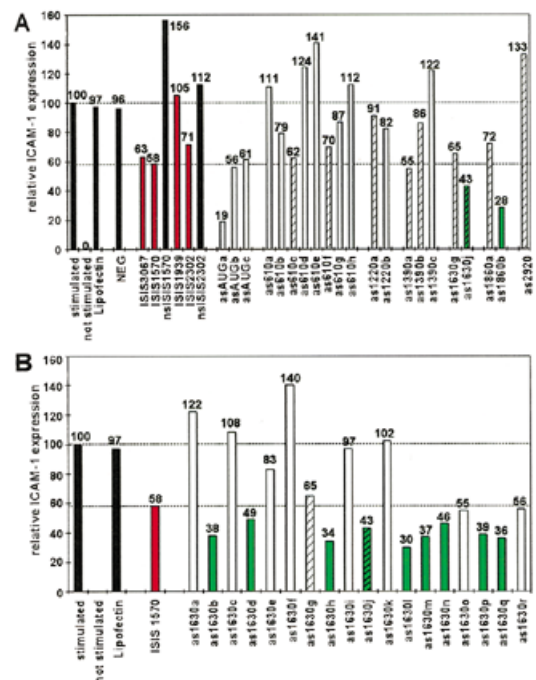 A
relative ICAM-1 expression
160
140
120
100
80
60
40
20
0
100
0
97
96
63
58
156
105
71
112
19
56
61
111
79
62
124
141
70
87
112
91
82
55
86
122
65
43
72
28
133
stimulated
not stimulated
Lipofectin
NEG
ISIS3067
ISIS1570
nsISIS1570
ISIS1939
ISIS2302
nsISIS2302
asAUGa
asAUGb
asAUGc
as610a
as610b
as610c
as610d
as610e
as610f
as610g
as610h
as1220a
as1220b
as1390a
as1390b
as1390c
as1630g
as1630j
as1860a
as1860b
as2920
B
relative ICAM-1 expression
160
140
120
100
80
60
40
20
0
100
97
58
122
38
108
49
83
140
65
34
97
43
102
30
37
46
55
39
36
56
stimulated
not stimulated
Lipofectin
ISIS 1570
as1630a
as1630b
as1630c
as1630d
as1630e
as1630f
as1630g
as1630h
as1630i
as1630j
as1630k
as1630l
as1630m
as1630n
as1630o
as1630p
as1630q
as1630r